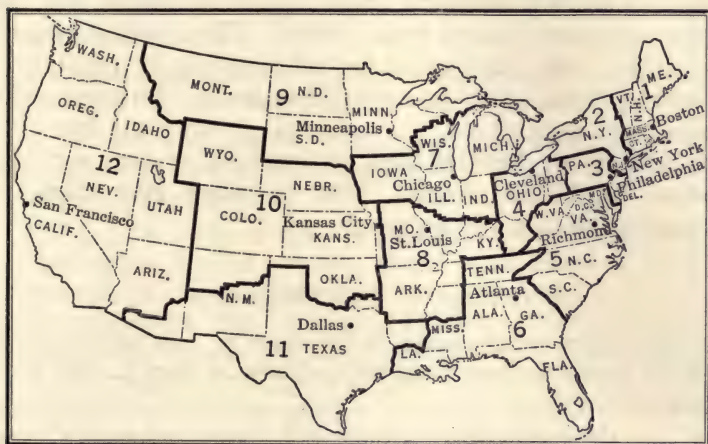 WASH.
MONT.
N.D.
9
MINN.
OREG.
IDAHO
Minneapolis
S.D.
WYO.
WIS.
7
MICH.
VT.
N.H.
1
ME.
2
N.Y.
MASS.
Boston
CT.
New York
PA.
3
Philadelphia
DEL.
12
NEV.
UTAH
San Francisco
CALIF.
NEBR.
IOWA
Chicago
ILL.
IND.
Cleveland
OHIO
4
10
COLO.
Kansas City
KANS.
MO.
St. Louis
8
KY.
W.VA.
MD.
D.C.
VA.
Richmond
5
N.C.
ARIZ.
N.M.
OKLA.
ARK.
TENN.
S.C.
Atlanta
Dallas
TEXAS
11
MISS.
ALA.
GA.
6
LA.
FLA.